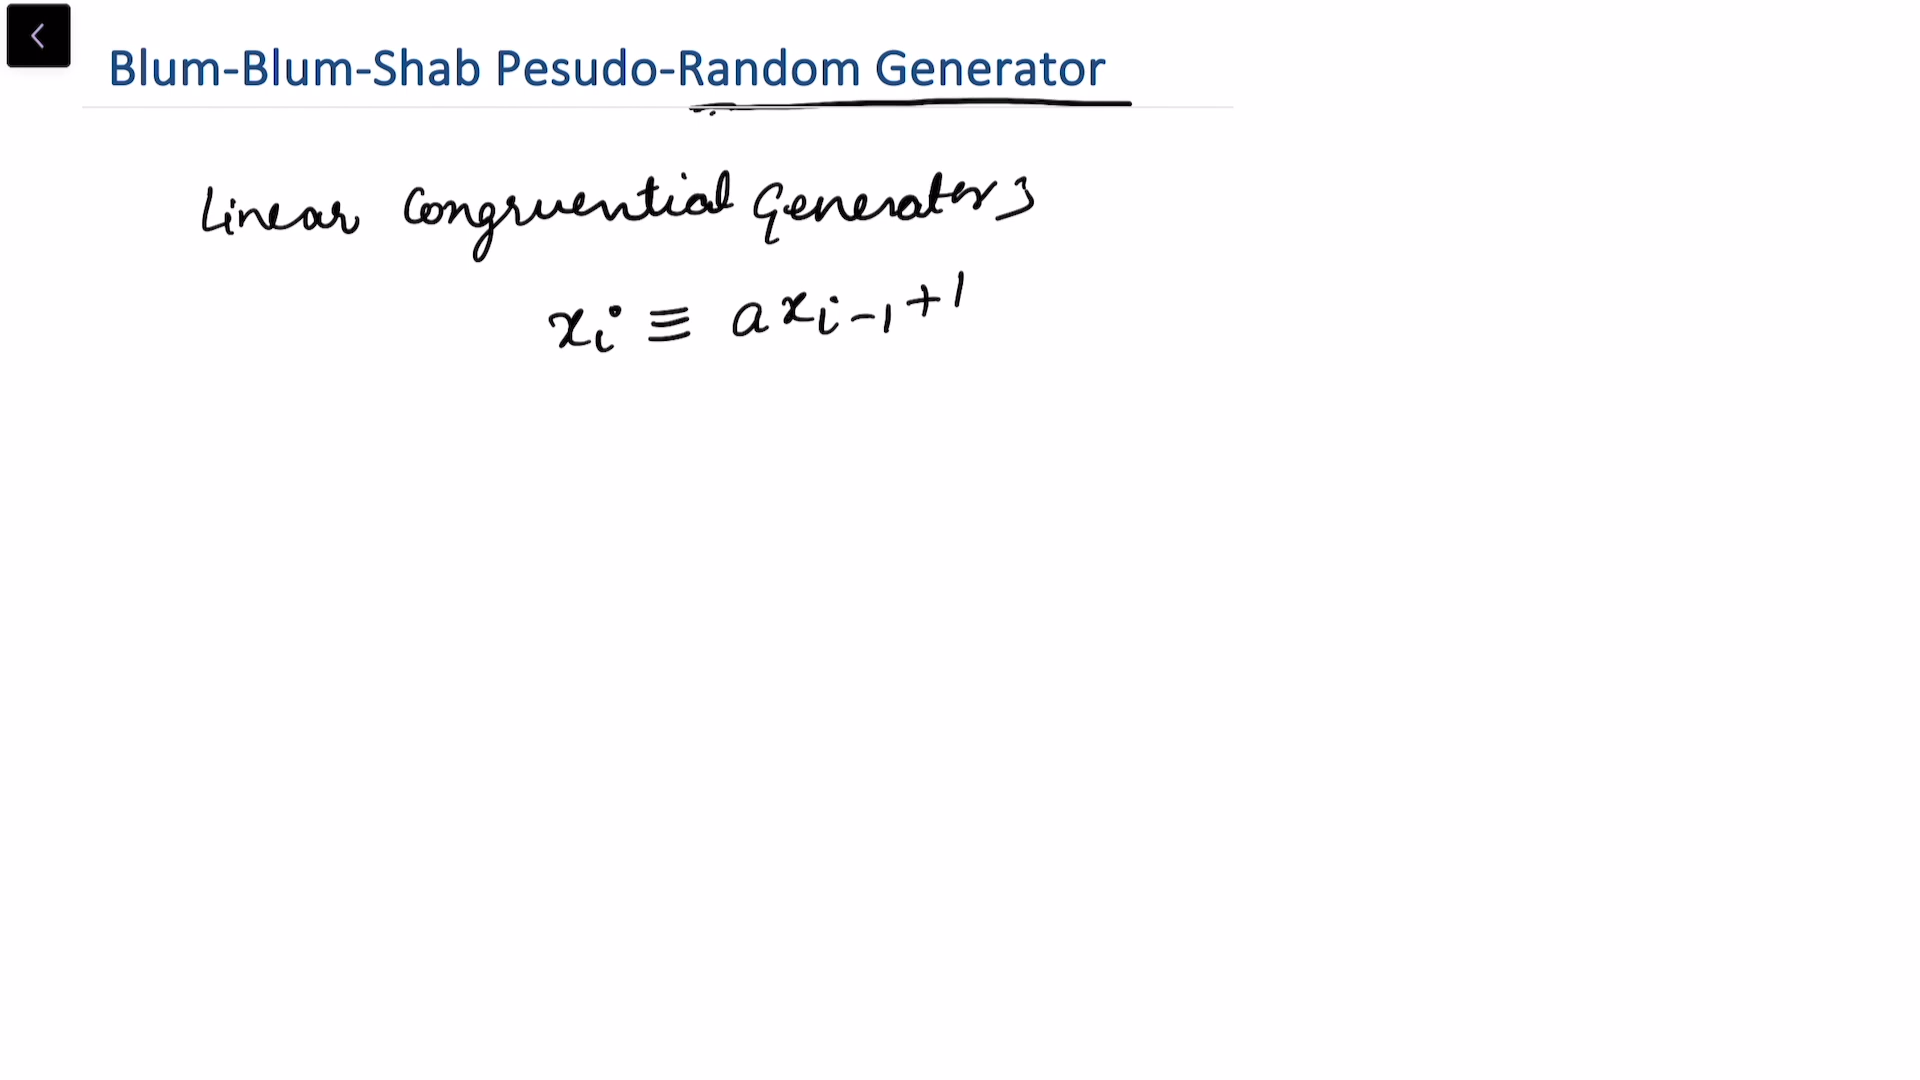 Blum-Blum-Shab Pesudo-Random Generator
Linear Congruential Generators
xᵢ ≡ axᵢ₋₁+1